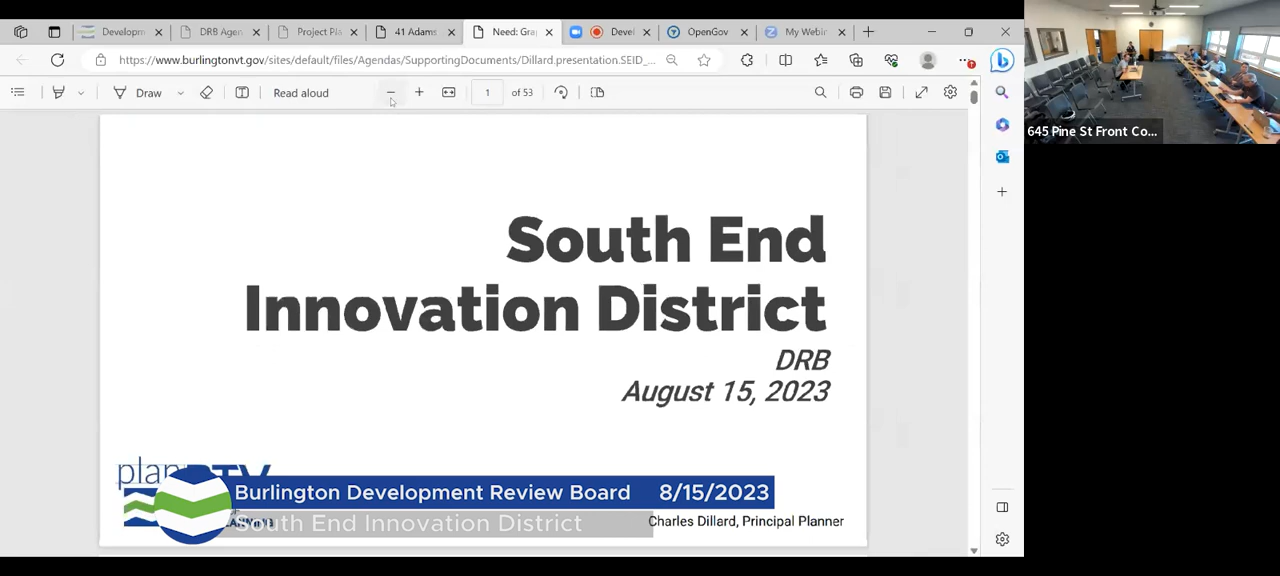 Developm
DRB Agen
Project Pla
41 Adams
Need: Gra
Devel
OpenGov
My Webin
https://www.burlingtonvt.gov/sites/default/files/Agendas/SupportingDocuments/Dillard.presentation.SEID_...
Draw
Read aloud
1 of 53
645 Pine St Front Co...
South End
Innovation District
DRB
August 15, 2023
plan BTV
Burlington Development Review Board 8/15/2023
South End Innovation District
Charles Dillard, Principal Planner